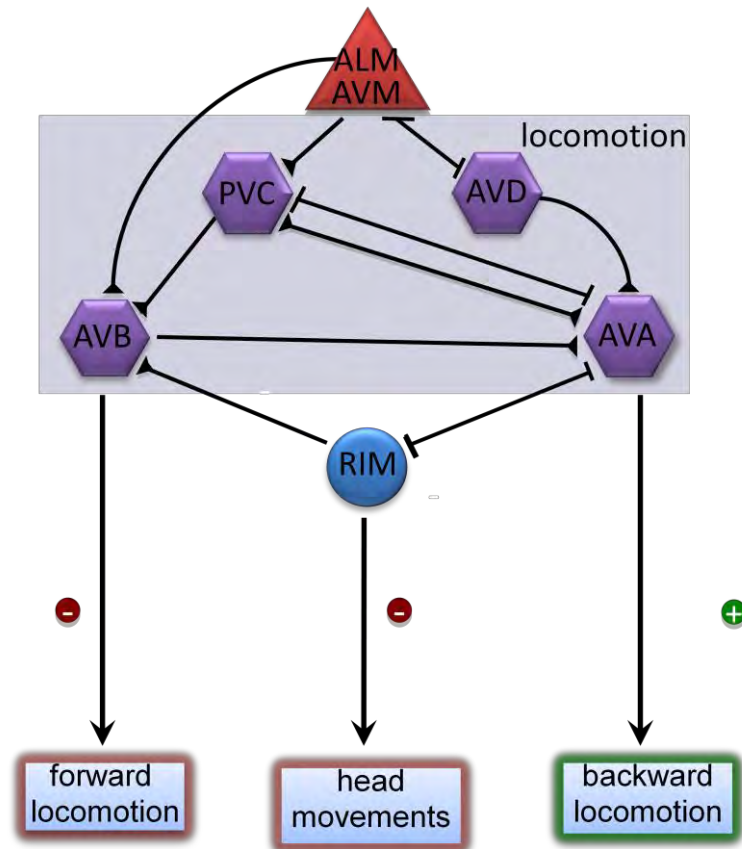 ALM
AVM
locomotion
PVC
AVD
AVB
AVA
RIM
-
-
+
forward
locomotion
head
movements
backward
locomotion